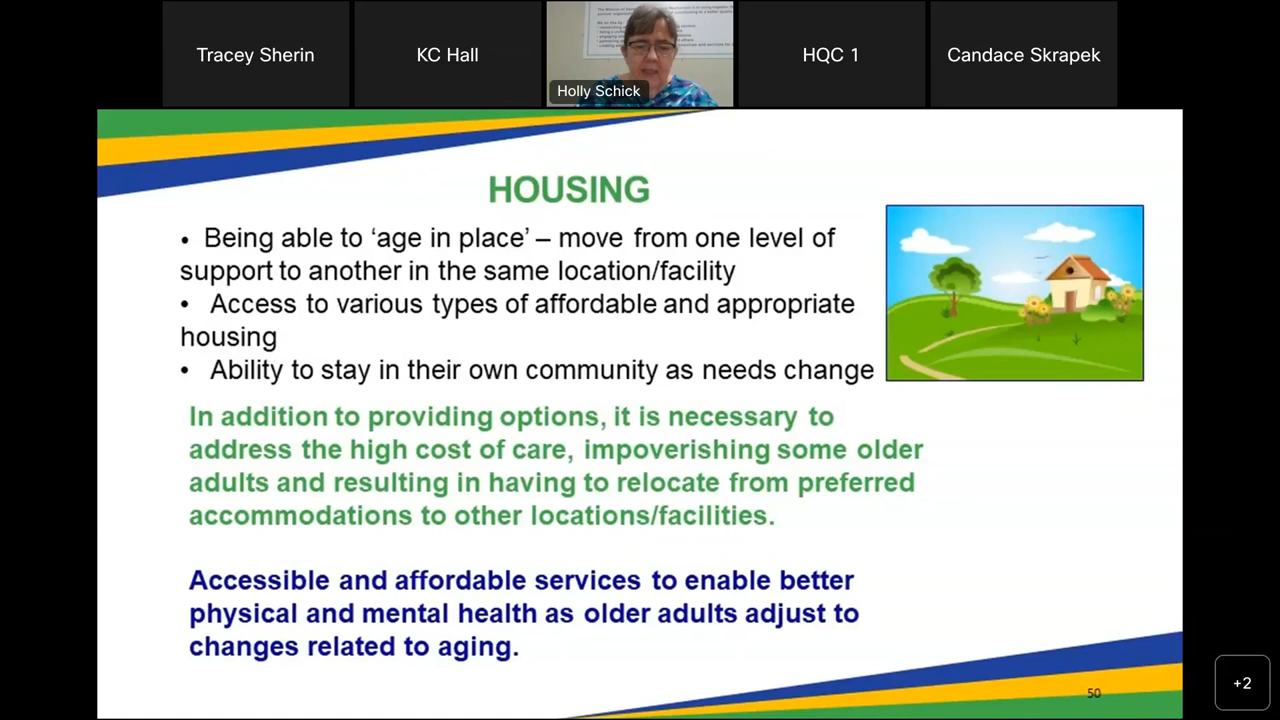 Tracey Sherin
KC Hall
Holly Schick
HQC 1
Candace Skrapek
HOUSING
• Being able to ‘age in place’ – move from one level of
support to another in the same location/facility
• Access to various types of affordable and appropriate
housing
• Ability to stay in their own community as needs change
In addition to providing options, it is necessary to
address the high cost of care, impoverishing some older
adults and resulting in having to relocate from preferred
accommodations to other locations/facilities.
Accessible and affordable services to enable better
physical and mental health as older adults adjust to
changes related to aging.
50
+2